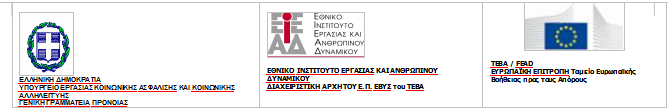 ΕΛΛΗΝΙΚΗ ΔΗΜΟΚΡΑΤΙΑ
ΥΠΟΥΡΓΕΙΟ ΕΡΓΑΣΙΑΣ ΚΟΙΝΩΝΙΚΗΣ ΑΣΦΑΛΙΣΗΣ ΚΑΙ ΚΟΙΝΩΝΙΚΗΣ
ΑΛΛΗΛΕΓΓΥΗΣ
ΓΕΝΙΚΗ ΓΡΑΜΜΑΤΕΙΑ ΠΡΟΝΟΙΑΣ
ΕΙΕΑΔ
ΕΘΝΙΚΟ
ΙΝΣΤΙΤΟΥΤΟ
ΕΡΓΑΣΙΑΣ ΚΑΙ
ΑΝΘΡΩΠΙΝΟΥ
ΔΥΝΑΜΙΚΟΥ
ΕΘΝΙΚΟ ΙΝΣΤΙΤΟΥΤΟ ΕΡΓΑΣΙΑΣ ΚΑΙ ΑΝΘΡΩΠΙΝΟΥ
ΔΥΝΑΜΙΚΟΥ
ΔΙΑΧΕΙΡΙΣΤΙΚΗ ΑΡΧΗ ΤΟΥ Ε.Π. ΕΒΥΣ του ΤΕΒΑ
ΤΕΒΑ / FEAD
ΕΥΡΩΠΑΪΚΗ ΕΠΙΤΡΟΠΗ Ταμείο Ευρωπαϊκής
Βοήθειας προς τους Απόρους